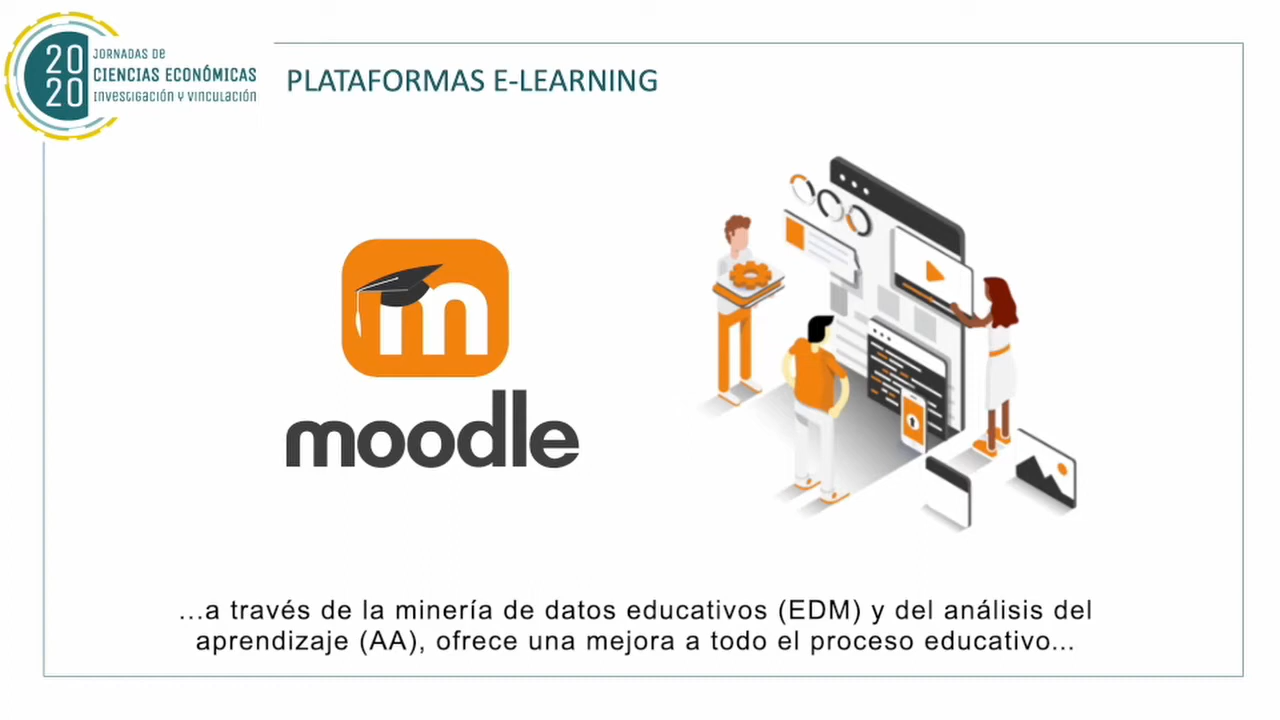 20
20
JORNADAS DE
CIENCIAS ECONÓMICAS
INVESTIGACIÓN Y VINCULACIÓN
PLATAFORMAS E-LEARNING
m
moodle
...a través de la minería de datos educativos (EDM) y del análisis del
aprendizaje (AA), ofrece una mejora a todo el proceso educativo...